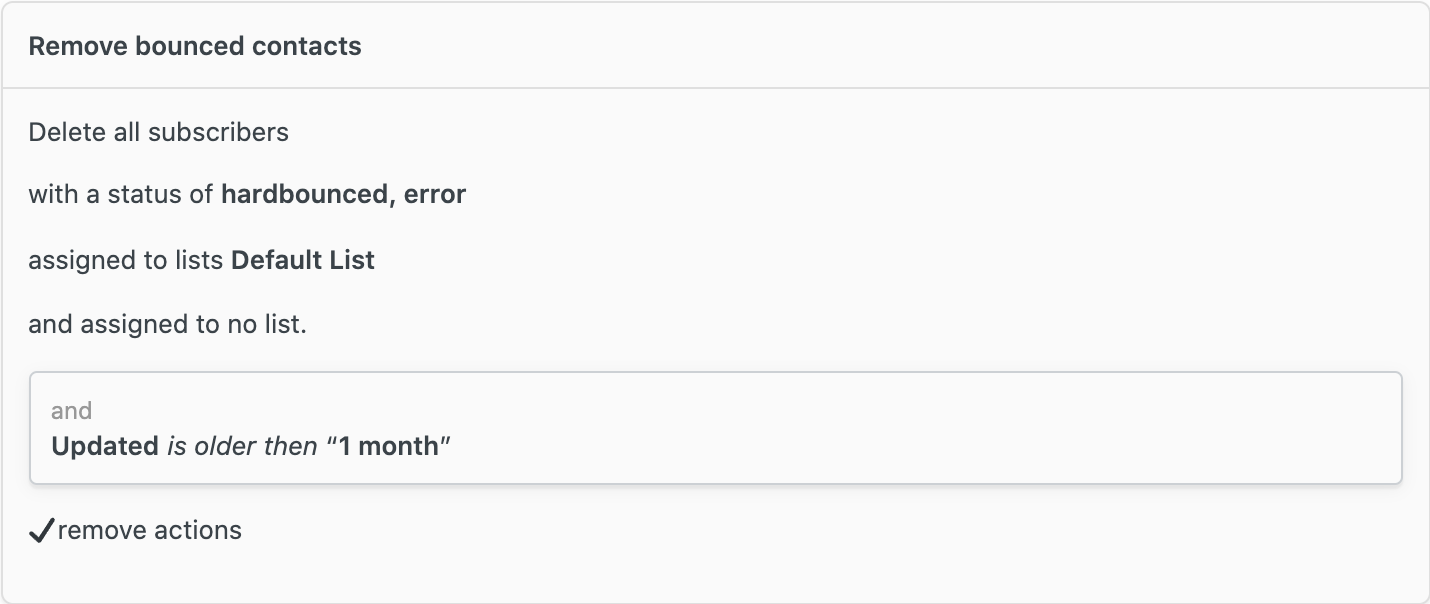 Remove bounced contacts
Delete all subscribers
with a status of hardbounced, error
assigned to lists Default List
and assigned to no list.
and
Updated is older then “1 month”
✓remove actions